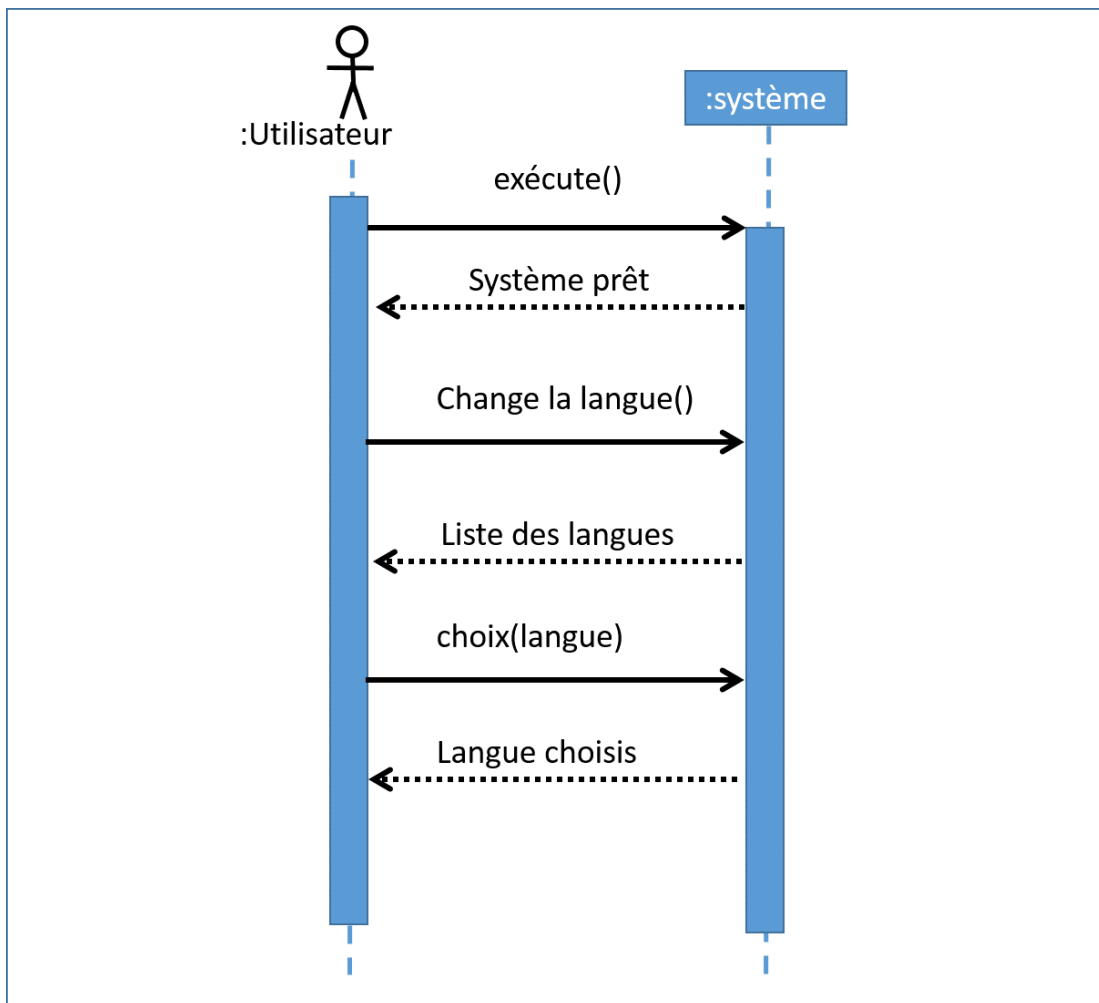 :Utilisateur
:système
exécute()
Système prêt
Change la langue()
Liste des langues
choix(langue)
Langue choisis